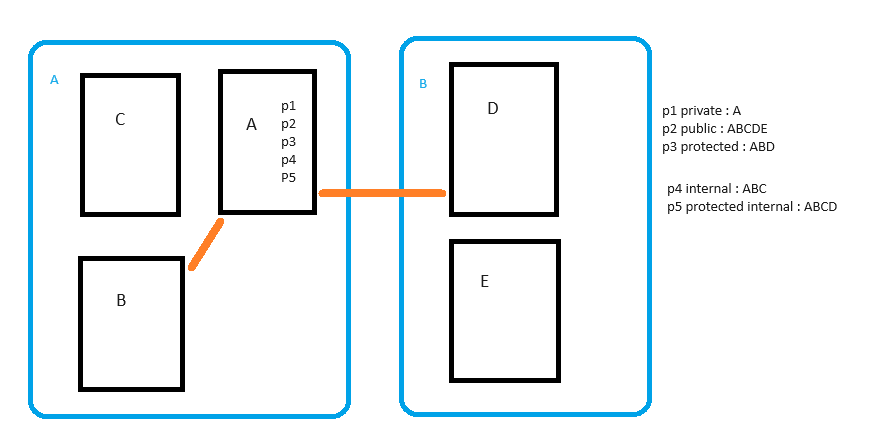 A
C
A
p1
p2
p3
p4
P5
B
B
D
E
p1 private : A
p2 public : ABCDE
p3 protected : ABD
p4 internal : ABC
p5 protected internal : ABCD